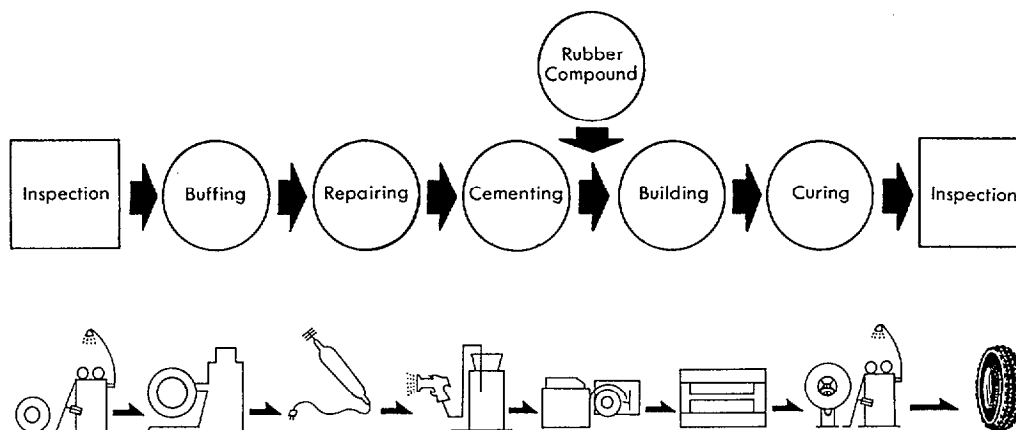 Rubber
Compound
Inspection
Buffing
Repairing
Cementing
Building
Curing
Inspection